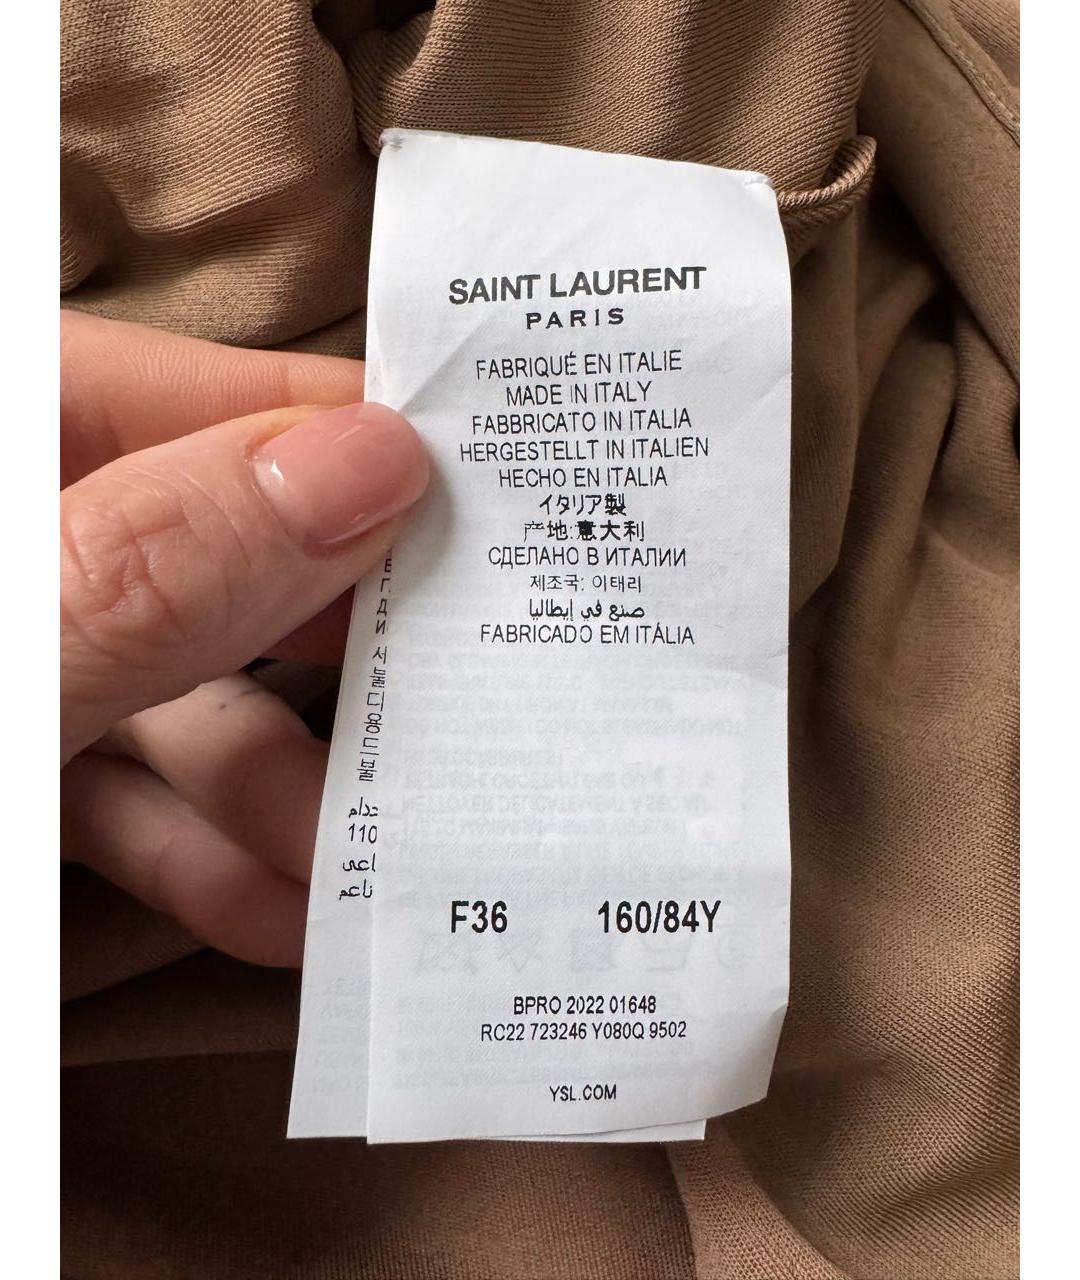 SAINT LAURENT
PARIS
FABRIQUÉ EN ITALIE
MADE IN ITALY
FABBRICATO IN ITALIA
HERGESTELLT IN ITALIEN
HECHO EN ITALIA
イタリア製
产地:意大利
СДЕЛАНО В ИТАЛИИ
제조국: 이태리
صنع في إيطاليا
FABRICADO EM ITÁLIA
F36 160/84Y
BPRO 2022 01648
RC22 723246 Y080Q 9502
YSL.COM
110